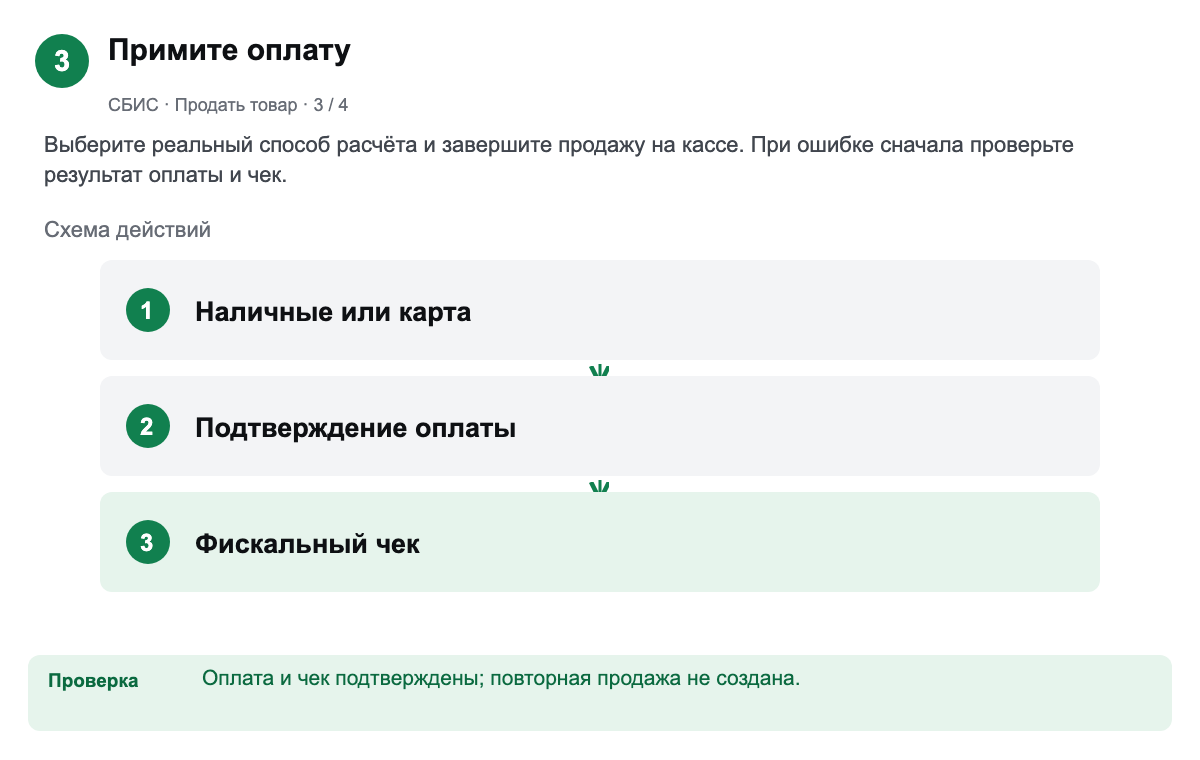 3
Примите оплату
СБИС · Продать товар · 3 / 4
Выберите реальный способ расчёта и завершите продажу на кассе. При ошибке сначала проверьте
результат оплаты и чек.
Схема действий
1 Наличные или карта
2 Подтверждение оплаты
3 Фискальный чек
Проверка Оплата и чек подтверждены; повторная продажа не создана.